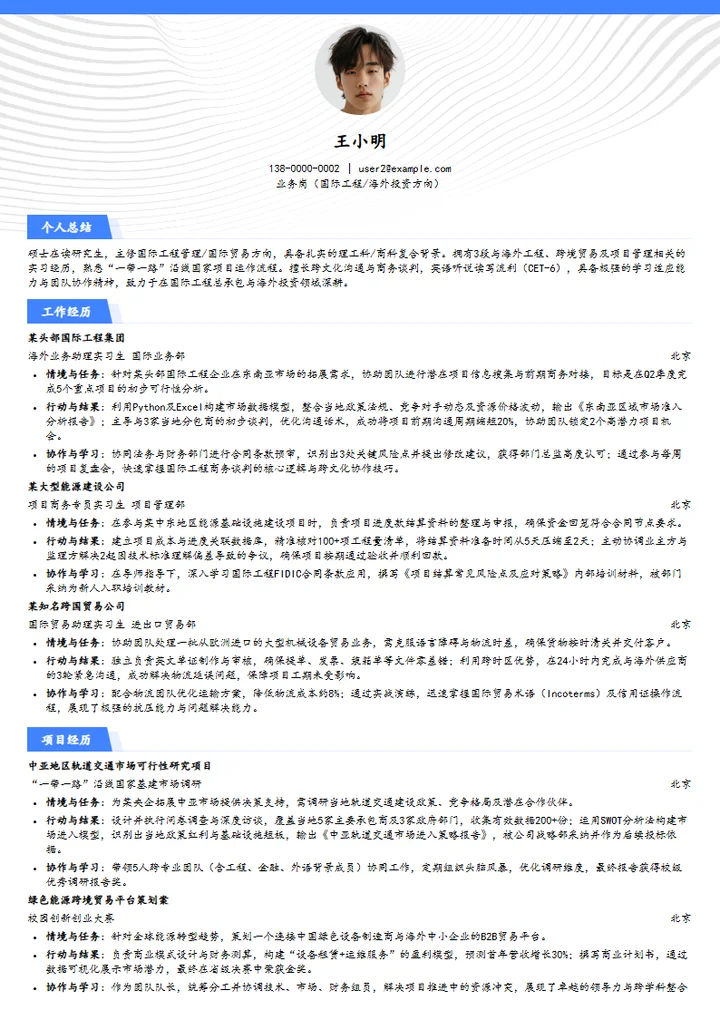 王小明
138-0000-0002 | user2@example.com
业务岗（国际工程/海外投资方向）
个人总结
硕士在读研究生，主修国际工程管理/国际贸易方向，具备扎实的理工科/商科复合背景。拥有3段与海外工程、跨境贸易及项目管理相关的
实习经历，熟悉“一带一路”沿线国家项目运作流程。擅长跨文化沟通与商务谈判，英语听说读写流利（CET-6），具备极强的学习适应能
力与团队协作精神，致力于在国际工程总承包与海外投资领域深耕。
工作经历
某头部国际工程集团
海外业务助理实习生 国际业务部 北京
• 情境与任务：针对某头部国际工程企业在东南亚市场的拓展需求，协助团队进行潜在项目信息搜集与前期商务对接，目标是在Q2季度完
成5个重点项目的初步可行性分析。
• 行动与结果：利用Python及Excel构建市场数据模型，整合当地政策法规、竞争对手动态及资源价格波动，输出《东南亚区域市场准入
分析报告》；主导与3家当地分包商的初步谈判，优化沟通话术，成功将项目前期沟通周期缩短20%，协助团队锁定2个高潜力项目机
会。
• 协作与学习：协同法务与财务部门进行合同条款预审，识别出3处关键风险点并提出修改建议，获得部门总监高度认可；通过参与每周
的项目复盘会，快速掌握国际工程商务谈判的核心逻辑与跨文化协作技巧。
某大型能源建设公司
项目商务专员实习生 项目管理部 北京
• 情境与任务：在参与某中东地区能源基础设施建设项目时，负责项目进度款结算资料的整理与申报，确保资金回笼符合合同节点要求。
• 行动与结果：建立项目成本与进度关联数据库，精准核对100+项工程量清单，将结算资料准备时间从5天压缩至2天；主动协调业主方与
监理方解决2起因技术标准理解偏差导致的争议，确保项目按期通过验收并顺利回款。
• 协作与学习：在导师指导下，深入学习国际工程FIDIC合同条款应用，撰写《项目结算常见风险点及应对策略》内部培训材料，被部门
采纳为新人入职培训教材。
某知名跨国贸易公司
国际贸易助理实习生 进出口贸易部 北京
• 情境与任务：协助团队处理一批从欧洲进口的大型机械设备贸易业务，需克服语言障碍与物流时差，确保货物按时清关并交付客户。
• 行动与结果：独立负责英文单证制作与审核，确保提单、发票、装箱单等文件零差错；利用跨时区优势，在24小时内完成与海外供应商
的3轮紧急沟通，成功解决物流延误问题，保障项目工期未受影响。
• 协作与学习：配合物流团队优化运输方案，降低物流成本约8%；通过实战演练，迅速掌握国际贸易术语（Incoterms）及信用证操作流
程，展现了极强的抗压能力与问题解决能力。
项目经历
中亚地区轨道交通市场可行性研究项目
“一带一路”沿线国家基建市场调研 北京
• 情境与任务：为某央企拓展中亚市场提供决策支持，需调研当地轨道交通建设政策、竞争格局及潜在合作伙伴。
• 行动与结果：设计并执行问卷调查与深度访谈，覆盖当地5家主要承包商及3家政府部门，收集有效数据200+份；运用SWOT分析法构建市
场进入模型，识别出当地政策红利与基础设施短板，输出《中亚轨道交通市场进入策略报告》，被公司战略部采纳并作为后续投标依
据。
• 协作与学习：带领5人跨专业团队（含工程、金融、外语背景成员）协同工作，定期组织头脑风暴，优化调研维度，最终报告获得校级
优秀调研报告奖。
绿色能源跨境贸易平台策划案
校园创新创业大赛 北京
• 情境与任务：针对全球能源转型趋势，策划一个连接中国绿色设备制造商与海外中小企业的B2B贸易平台。
• 行动与结果：负责商业模式设计与财务测算，构建“设备租赁+运维服务”的盈利模型，预测首年营收增长30%；撰写商业计划书，通过
数据可视化展示市场潜力，最终在省级决赛中荣获金奖。
• 协作与学习：作为团队队长，统筹分工并协调技术、市场、财务组员，解决项目推进中的资源冲突，展现了卓越的领导力与跨学科整合